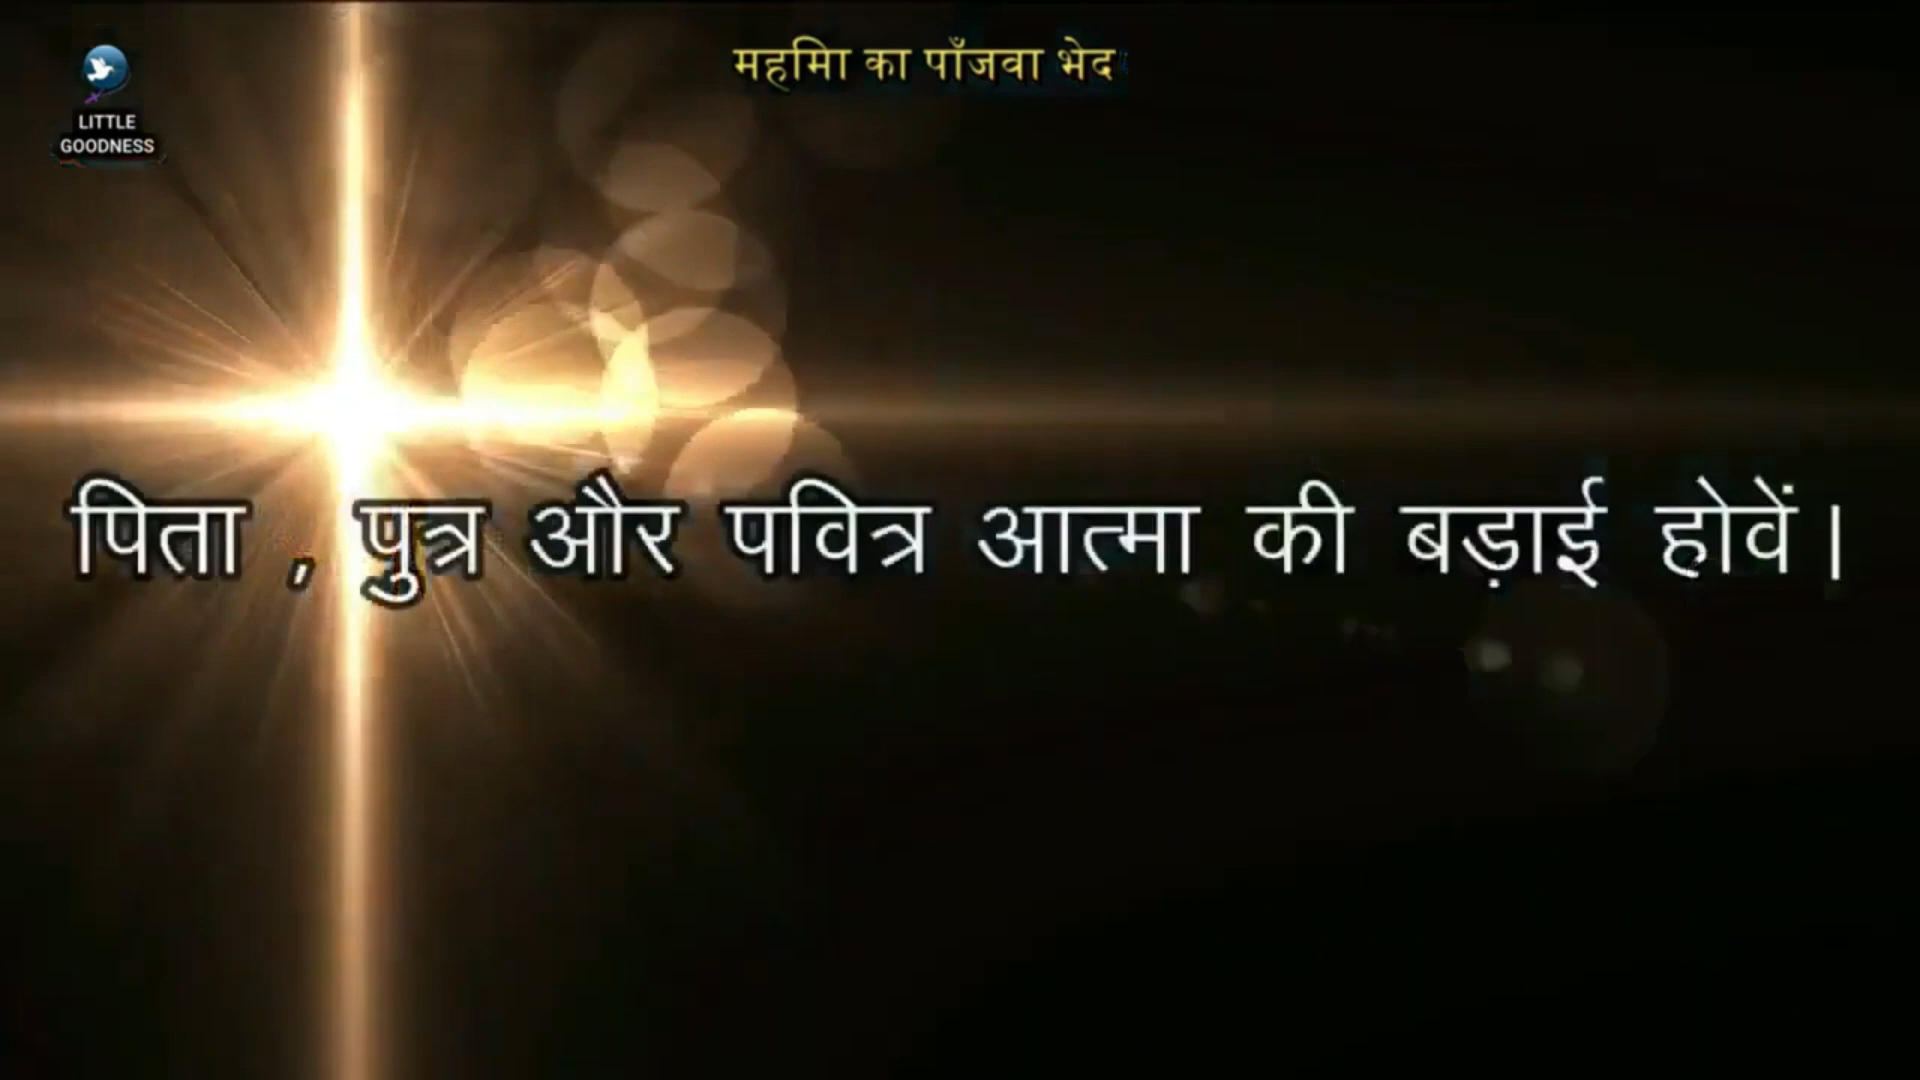 महिमा का पाँजवा भेद
LITTLE
GOODNESS
पिता , पुत्र और पवित्र आत्मा की बड़ाई होवें।